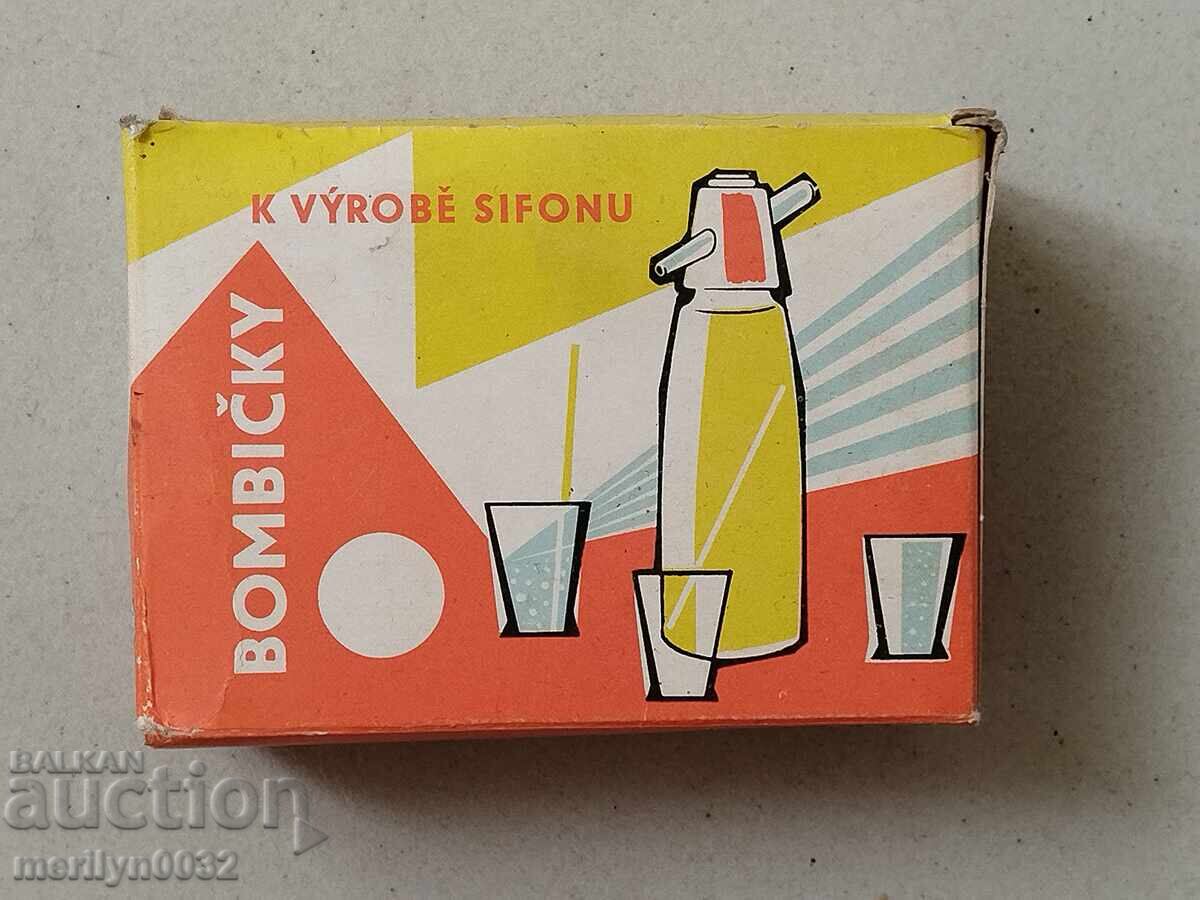 K VÝROBĚ SIFONU
BOMBIČKY
BALKAN
auction
merilyn0032